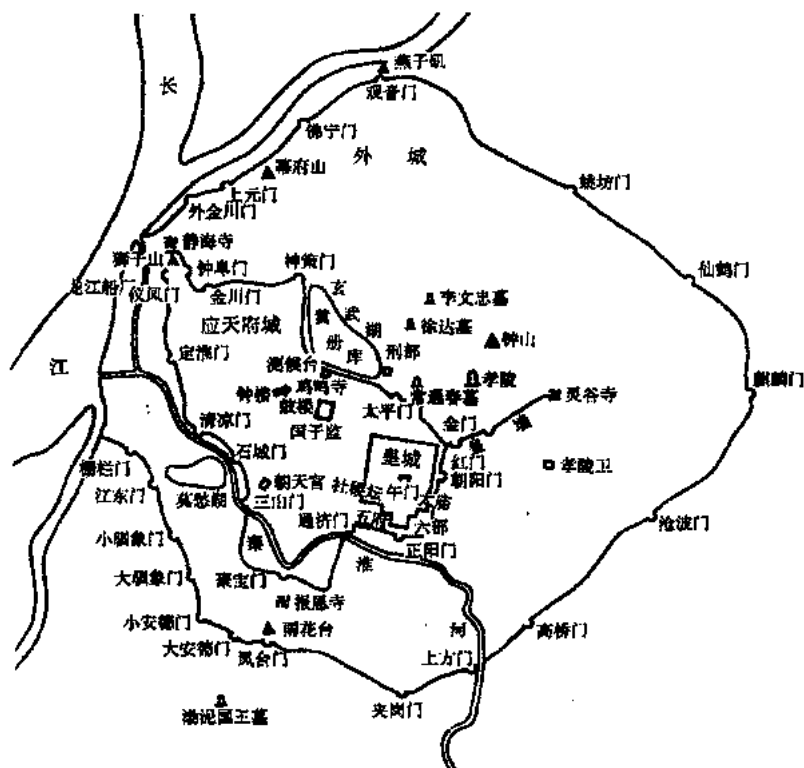 燕子矶
长
观音门
佛宁门
外城
幕府山
姚坊门
上元门
外金川门
静海寺
狮子山
钟阜门
神策门
仙鹤门
龙江船厂
仪凤门
金川门
玄武湖
李文忠墓
黄册库
应天府城
徐达墓
钟山
定淮门
刑部
江
测候台
鸡鸣寺
孝陵
麒麟门
钟楼
常遇春墓
灵谷寺
鼓楼
太平门
国子监
金门
清凉门
石城门
皇城
红门
孝陵卫
栅栏门
朝天宫
朝阳门
江东门
莫愁湖
三山门
社稷坛
午门
太庙
沧波门
通济门
五府
六部
小驯象门
秦淮河
正阳门
大驯象门
聚宝门
报恩寺
小安德门
雨花台
高桥门
大安德门
凤台门
上方门
夹岗门
渤泥国王墓